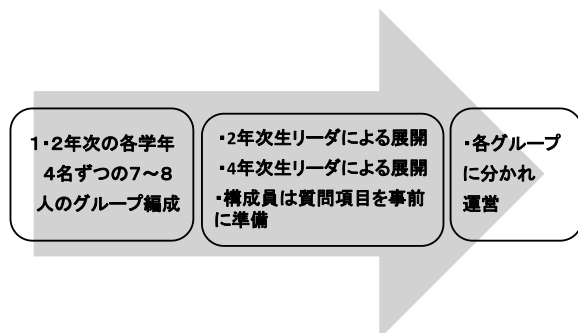 1・2年次の各学年
4名ずつの7～8
人のグループ編成
・2年次生リーダによる展開
・4年次生リーダによる展開
・構成員は質問項目を事前
に準備
・各グループ
に分かれ
運営